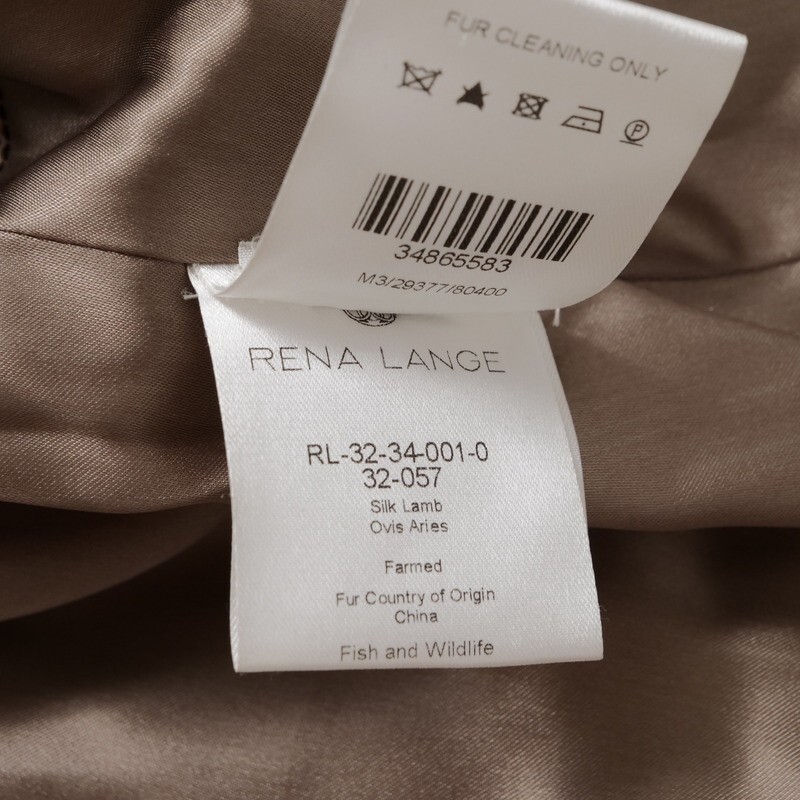 FUR CLEANING ONLY
P
34865583
M3/29377/80400
RENA LANGE
RL-32-34-001-0
32-057
Silk Lamb
Ovis Aries
Farmed
Fur Country of Origin
China
Fish and Wildlife